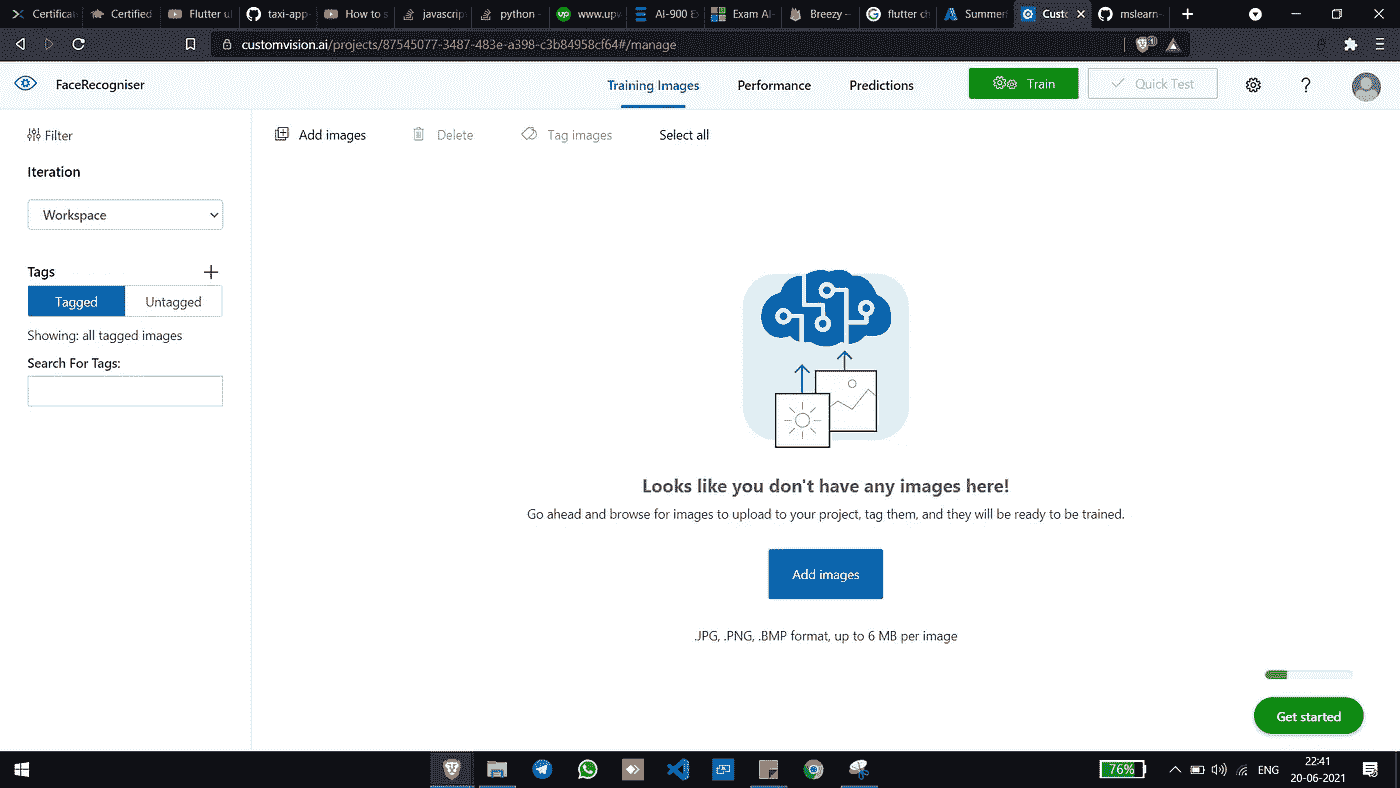 Certificat
Certified
Flutter ul
taxi-app
How to s
javascrip
python -
www.upw
AI-900 Ex
Exam AI-
Breezy –
flutter ch
Summer
Custo
mslearn-
customvision.ai/projects/87545077-3487-483e-a398-c3b84958cf64#/manage
FaceRecogniser
Training Images
Performance
Predictions
Train
Quick Test
?
Filter
Add images
Delete
Tag images
Select all
Iteration
Workspace
Tags
Tagged
Untagged
Showing: all tagged images
Search For Tags:
Looks like you don't have any images here!
Go ahead and browse for images to upload to your project, tag them, and they will be ready to be trained.
Add images
.JPG, .PNG, .BMP format, up to 6 MB per image
Get started
76%
ENG
22:41
20-06-2021